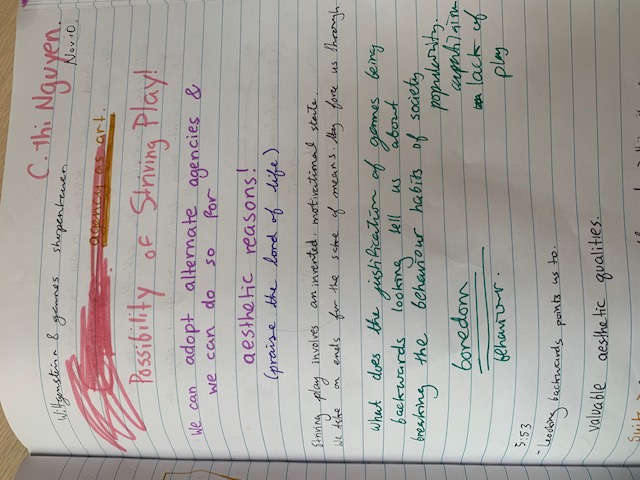 C. Thi Nguyen.
Wittgenstein & games shopenhauer
Nov 10.
agency as art.
Possibility of Striving Play!
We can adopt alternate agencies &
we can do so for
aesthetic reasons!
(praise the lord of life)
Striving play involves an invented. motivational state.
We take on ends for the sake of means. they force us through
What does the justification of games being
backwards looking tell us about
breaking the behaviour habits of society
popularity.
boredom
lack of
behaviour.
play
5:53
- Looking backwards points us to.
valuable aesthetic qualities.